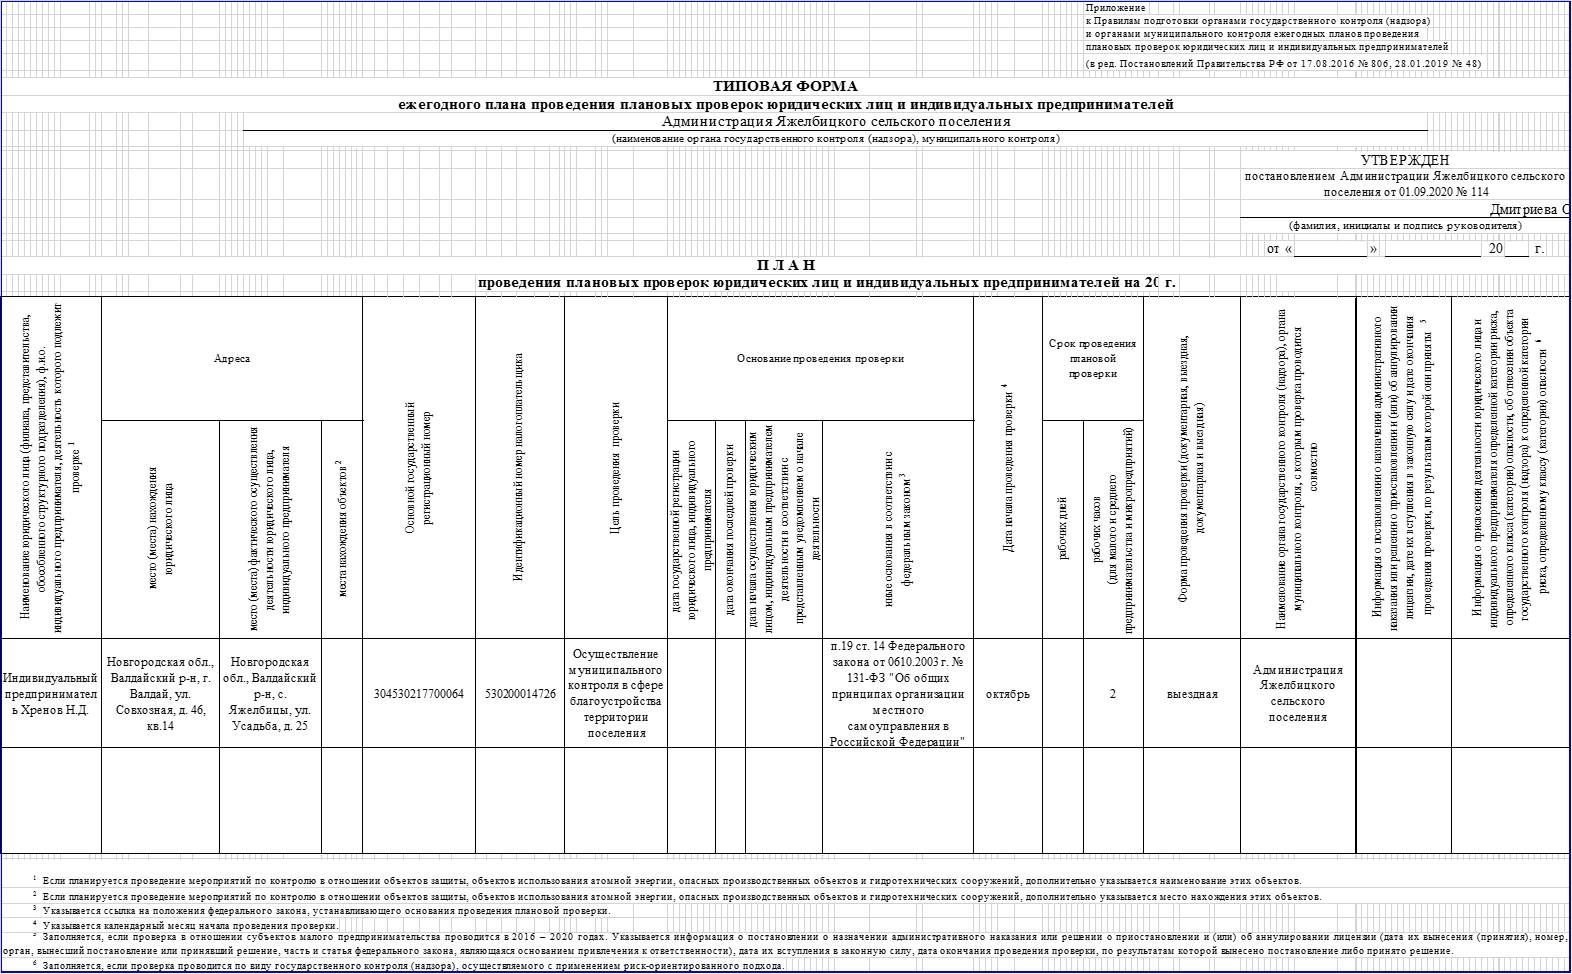 Приложение
к Правилам подготовки органами государственного контроля (надзора)
и органами муниципального контроля ежегодных планов проведения
плановых проверок юридических лиц и индивидуальных предпринимателей
(в ред. Постановлений Правительства РФ от 17.08.2016 № 806, 28.01.2019 № 48)
ТИПОВАЯ ФОРМА
ежегодного плана проведения плановых проверок юридических лиц и индивидуальных предпринимателей
Администрация Яжелбицкого сельского поселения
(наименование органа государственного контроля (надзора), муниципального контроля)
УТВЕРЖДЕН
постановлением Администрации Яжелбицкого сельского
поселения от 01.09.2020 № 114
Дмитриева С
(фамилия, инициалы и подпись руководителя)
от « » 20 г.
П Л А Н
проведения плановых проверок юридических лиц и индивидуальных предпринимателей на 20 г.
Наименование юридического лица (филиала, представительства,
обособленного структурного подразделения), ф.и.о.
индивидуального предпринимателя, деятельность которого подлежит
проверке 1
Адреса
место (места) нахождения
юридического лица
место (места) фактического осуществления
деятельности юридического лица,
индивидуального предпринимателя
места нахождения объектов 2
Основной государственный
регистрационный номер
Идентификационный номер налогоплательщика
Цель проведения проверки
Основание проведения проверки
дата государственной регистрации
юридического лица, индивидуального
предпринимателя
дата окончания последней проверки
дата начала осуществления юридическим
лицом, индивидуальным предпринимателем
деятельности в соответствии с
представленным уведомлением о начале
деятельности
иные основания в соответствии с
федеральным законом 3
Дата начала проведения проверки 4
Срок проведения
плановой
проверки
рабочих дней
рабочих часов
(для малого и среднего
предпринимательства и микропредприятий)
Форма проведения проверки (документарная, выездная,
документарная и выездная)
Наименование органа государственного контроля (надзора), органа
муниципального контроля, с которым проверка проводится
совместно
Информация о постановлении о назначении административного
наказания или решении о приостановлении и (или) об аннулировании
лицензии, дате их вступления в законную силу и дате окончания
проведения проверки, по результатам которой они приняты 5
Информация о присвоении деятельности юридического лица и
индивидуального предпринимателя определенной категории риска,
определенного класса (категории) опасности, об отнесении объекта
государственного контроля (надзора) к определенной категории
риска, определенному классу (категории) опасности 6
Индивидуальный
предпринимател
ь Хренов Н.Д.
Новгородская обл.,
Валдайский р-н, г.
Валдай, ул.
Совхозная, д. 46,
кв.14
Новгородская
обл., Валдайский
р-н, с.
Яжелбицы, ул.
Усадьба, д. 25
304530217700064
530200014726
Осуществление
муниципального
контроля в сфере
благоустройства
территории
поселения
п.19 ст. 14 Федерального
закона от 0610.2003 г. №
131-ФЗ "Об общих
принципах организации
местного
самоуправления в
Российской Федерации"
октябрь
2
выездная
Администрация
Яжелбицкого
сельского
поселения
1 Если планируется проведение мероприятий по контролю в отношении объектов защиты, объектов использования атомной энергии, опасных производственных объектов и гидротехнических сооружений, дополнительно указывается наименование этих объектов.
2 Если планируется проведение мероприятий по контролю в отношении объектов защиты, объектов использования атомной энергии, опасных производственных объектов и гидротехнических сооружений, дополнительно указывается место нахождения этих объектов.
3 Указывается ссылка на положения федерального закона, устанавливающего основания проведения плановой проверки.
4 Указывается календарный месяц начала проведения проверки.
5 Заполняется, если проверка в отношении субъектов малого предпринимательства проводится в 2016 – 2020 годах. Указывается информация о постановлении о назначении административного наказания или решении о приостановлении и (или) об аннулировании лицензии (дата их вынесения (принятия), номер,
орган, вынесший постановление или принявший решение, часть и статья федерального закона, являющаяся основанием привлечения к ответственности), дата их вступления в законную силу, дата окончания проведения проверки, по результатам которой вынесено постановление либо принято решение.
6 Заполняется, если проверка проводится по виду государственного контроля (надзора), осуществляемого с применением риск-ориентированного подхода.